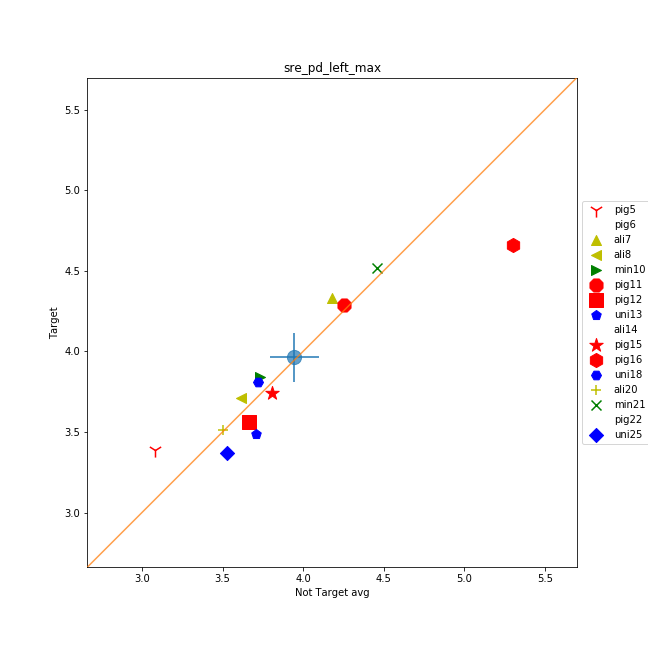 sre_pd_left_max
Target
5.5
5.0
4.5
4.0
3.5
3.0
3.0 3.5 4.0 4.5 5.0 5.5
Not Target avg
pig5
pig6
ali7
ali8
min10
pig11
pig12
uni13
ali14
pig15
pig16
uni18
ali20
min21
pig22
uni25